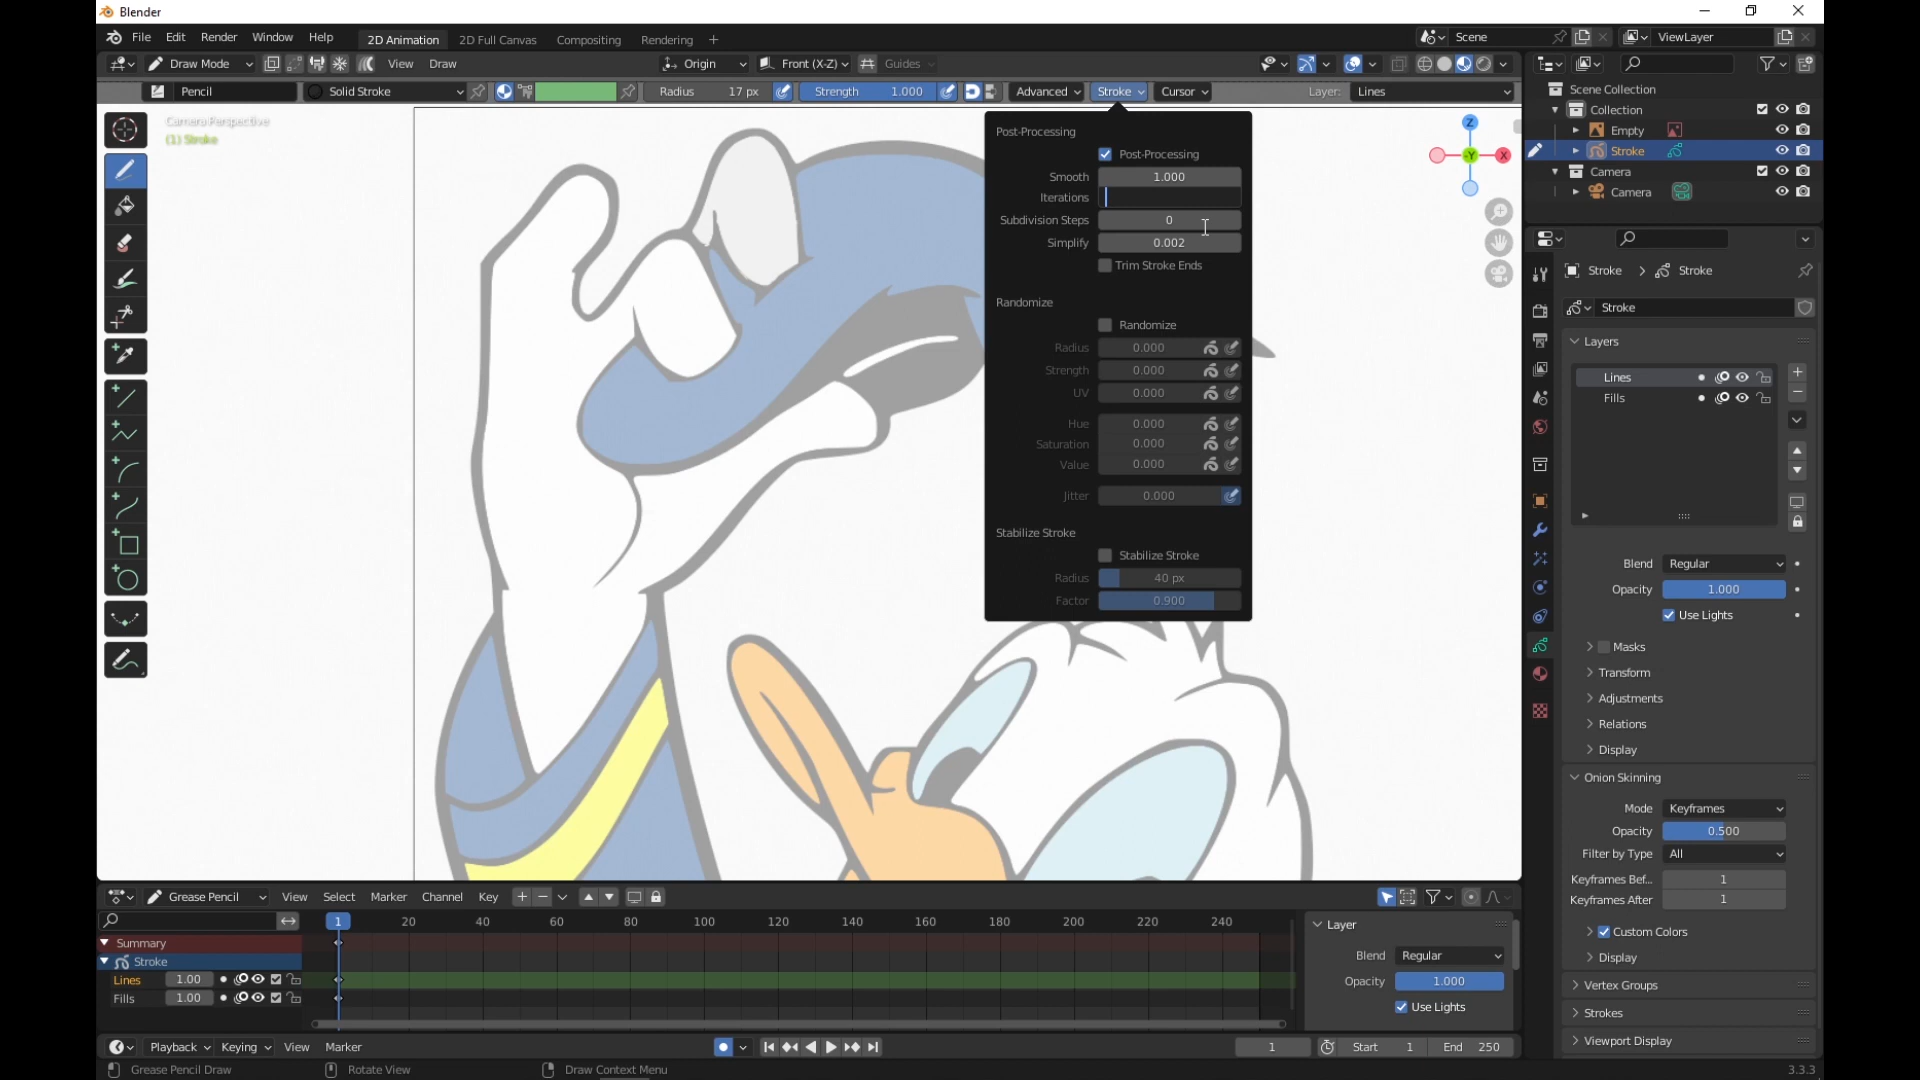 Blender
File Edit Render Window Help 2D Animation 2D Full Canvas Compositing Rendering + Scene ViewLayer
Draw Mode View Draw Origin Front (X-Z) Guides
Pencil Solid Stroke Radius 17 px Strength 1.000 Advanced Stroke Cursor Layer: Lines
Camera Perspective
(1) Stroke
Post-Processing
Post-Processing
Smooth 1.000
Iterations
Subdivision Steps 0
Simplify 0.002
Trim Stroke Ends
Randomize
Randomize
Radius 0.000
Strength 0.000
UV 0.000
Hue 0.000
Saturation 0.000
Value 0.000
Jitter 0.000
Stabilize Stroke
Stabilize Stroke
Radius 40 px
Factor 0.900
Z
Y X
Scene Collection
Collection
Empty
Stroke
Camera
Camera
Stroke > Stroke
Stroke
Layers
Lines
Fills
Blend Regular
Opacity 1.000
Use Lights
Masks
Transform
Adjustments
Relations
Display
Onion Skinning
Mode Keyframes
Opacity 0.500
Filter by Type All
Keyframes Bef... 1
Keyframes After 1
Custom Colors
Display
Vertex Groups
Strokes
Viewport Display
Grease Pencil View Select Marker Channel Key
1 20 40 60 80 100 120 140 160 180 200 220 240
Summary
Stroke
Lines 1.00
Fills 1.00
Layer
Blend Regular
Opacity 1.000
Use Lights
Playback Keying View Marker 1 Start 1 End 250
Grease Pencil Draw Rotate View Draw Context Menu 3.3.3